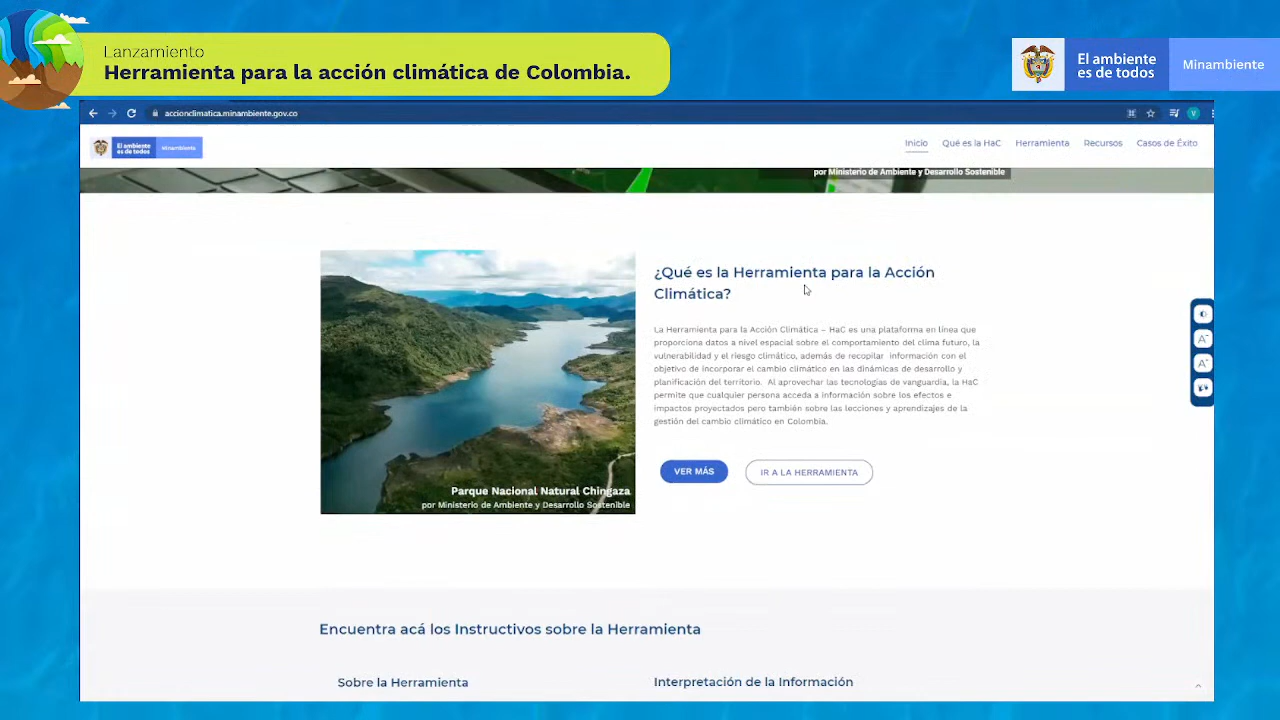 Lanzamiento
Herramienta para la acción climática de Colombia.
El ambiente
es de todos
Minambiente
accionclimatica.minambiente.gov.co
V
El ambiente
es de todos
Minambiente
Inicio
Qué es la HaC
Herramienta
Recursos
Casos de Éxito
por Ministerio de Ambiente y Desarrollo Sostenible
¿Qué es la Herramienta para la Acción
Climática?
La Herramienta para la Acción Climática – HaC es una plataforma en línea que
proporciona datos a nivel espacial sobre el comportamiento del clima futuro, la
vulnerabilidad y el riesgo climático, además de recopilar información con el
objetivo de incorporar el cambio climático en las dinámicas de desarrollo y
planificación del territorio. Al aprovechar las tecnologías de vanguardia, la HaC
permite que cualquier persona acceda a información sobre los efectos e
impactos proyectados pero también sobre las lecciones y aprendizajes de la
gestión del cambio climático en Colombia.
VER MÁS
IR A LA HERRAMIENTA
Parque Nacional Natural Chingaza
por Ministerio de Ambiente y Desarrollo Sostenible
Encuentra acá los Instructivos sobre la Herramienta
Sobre la Herramienta
Interpretación de la Información